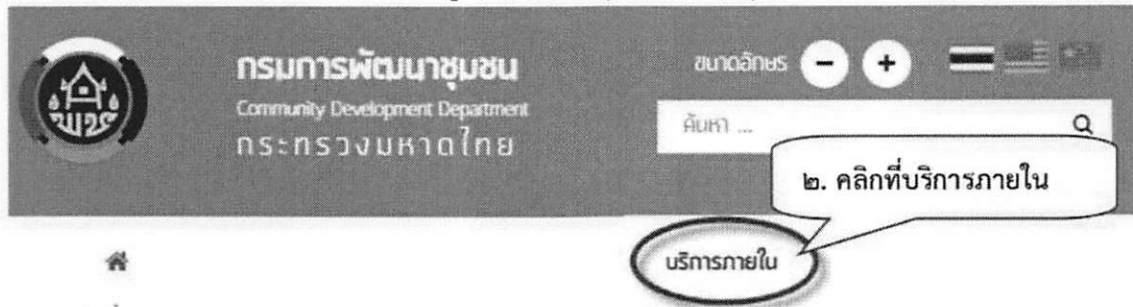 กรมการพัฒนาชุมชน
Community Development Department
กระทรวงมหาดไทย
ขนาดอักษร - +
ค้นหา ...
๒. คลิกที่บริการภายใน
บริการภายใน